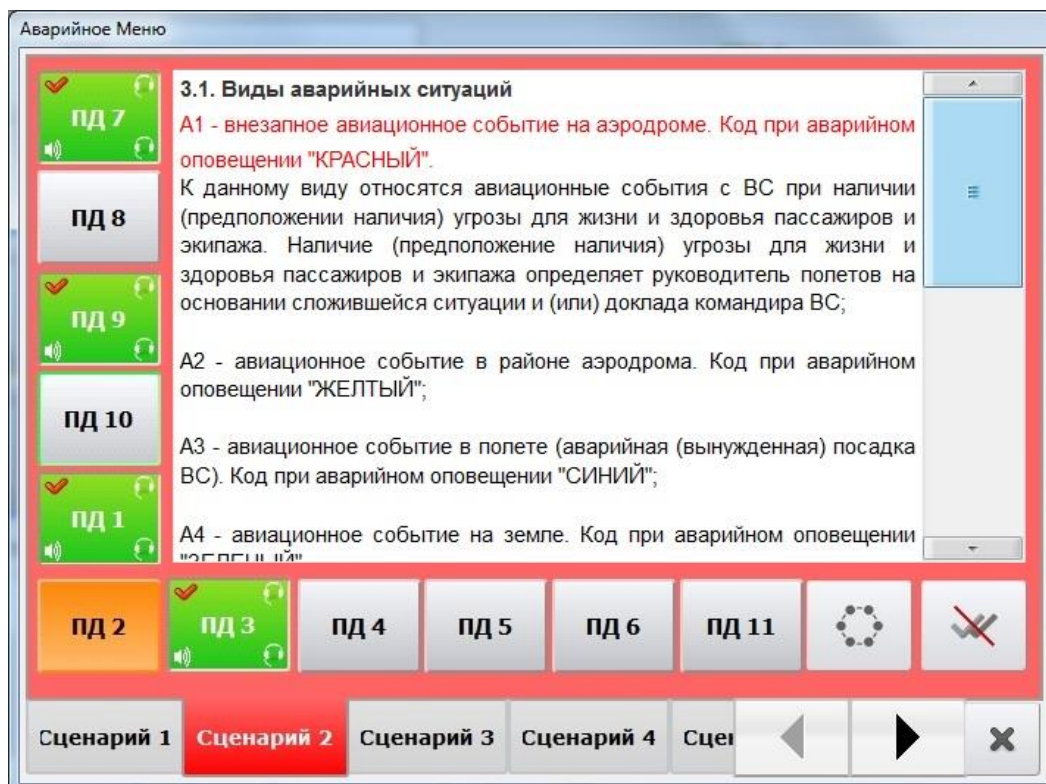 Аварийное Меню
ПД 7
ПД 8
ПД 9
ПД 10
ПД 1
3.1. Виды аварийных ситуаций
А1 - внезапное авиационное событие на аэродроме. Код при аварийном
оповещении "КРАСНЫЙ".
К данному виду относятся авиационные события с ВС при наличии
(предположении наличия) угрозы для жизни и здоровья пассажиров и
экипажа. Наличие (предположение наличия) угрозы для жизни и
здоровья пассажиров и экипажа определяет руководитель полетов на
основании сложившейся ситуации и (или) доклада командира ВС;
А2 - авиационное событие в районе аэродрома. Код при аварийном
оповещении "ЖЕЛТЫЙ";
А3 - авиационное событие в полете (аварийная (вынужденная) посадка
ВС). Код при аварийном оповещении "СИНИЙ";
А4 - авиационное событие на земле. Код при аварийном оповещении
"ЗЕЛЕНЫЙ"
ПД 2 ПД 3 ПД 4 ПД 5 ПД 6 ПД 11
Сценарий 1 Сценарий 2 Сценарий 3 Сценарий 4 Сце